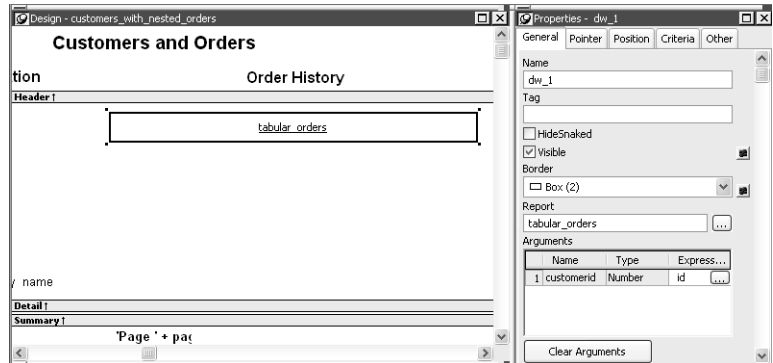 Design - customers_with_nested_orders
Customers and Orders
tion
Order History
Header ↑
tabular_orders
y name
Detail ↑
Summary ↑
'Page ' + pag
Properties - dw_1
General Pointer Position Criteria Other
Name
dw_1
Tag
HideSnaked
Visible
Border
Box (2)
Report
tabular_orders
...
Arguments
Name Type Express...
1 customerid Number id ...
Clear Arguments